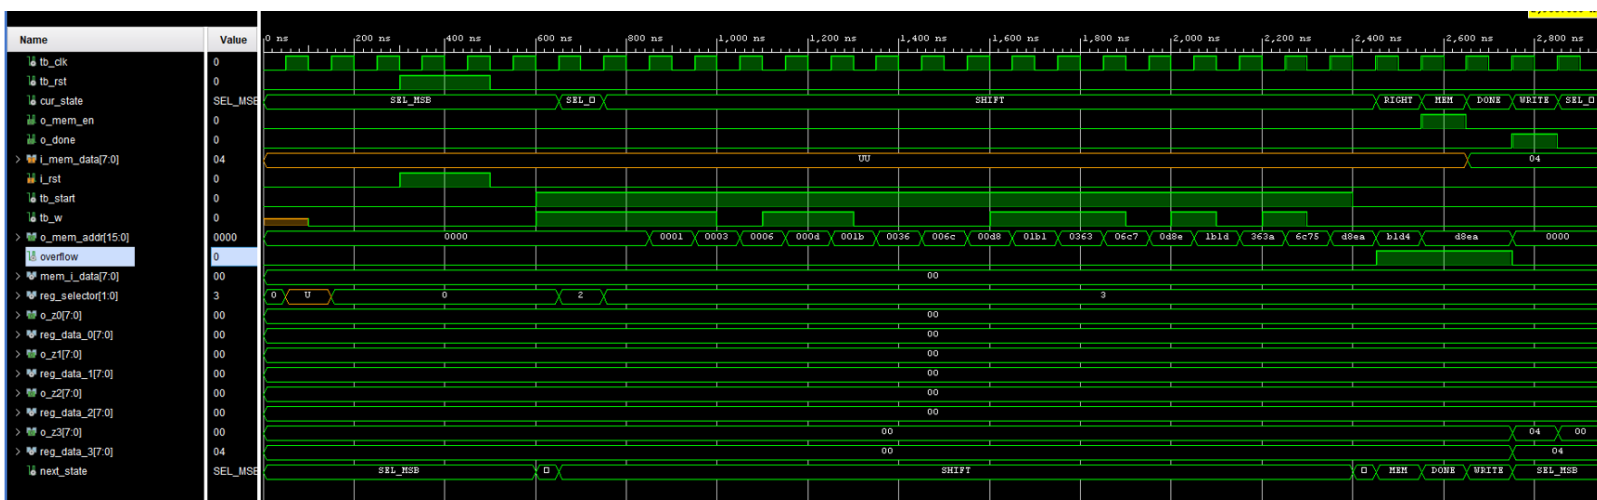 Name Value 0 ns 200 ns 400 ns 600 ns 800 ns 1,000 ns 1,200 ns 1,400 ns 1,600 ns 1,800 ns 2,000 ns 2,200 ns 2,400 ns 2,600 ns 2,800 ns
tb_clk 0
tb_rst 0
cur_state SEL_MSB SEL_MSB SEL_□ SHIFT RIGHT MEM DONE WRITE SEL_□
o_mem_en 0
o_done 0
> i_mem_data[7:0] 04 UU 04
i_rst 0
tb_start 0
tb_w 0
> o_mem_addr[15:0] 0000 0000 0001 0003 0006 000d 001b 0036 006c 00d8 01b1 0363 06c7 0d8e 1b1d 363a 6c75 d8ea b1d4 d8ea 0000
overflow 0
> mem_i_data[7:0] 00 00
> reg_selector[1:0] 3 0 U 0 2 3
> o_z0[7:0] 00 00
> reg_data_0[7:0] 00 00
> o_z1[7:0] 00 00
> reg_data_1[7:0] 00 00
> o_z2[7:0] 00 00
> reg_data_2[7:0] 00 00
> o_z3[7:0] 00 00 04 00
> reg_data_3[7:0] 04 00 04
next_state SEL_MSB SEL_MSB □ SHIFT □ MEM DONE WRITE SEL_MSB